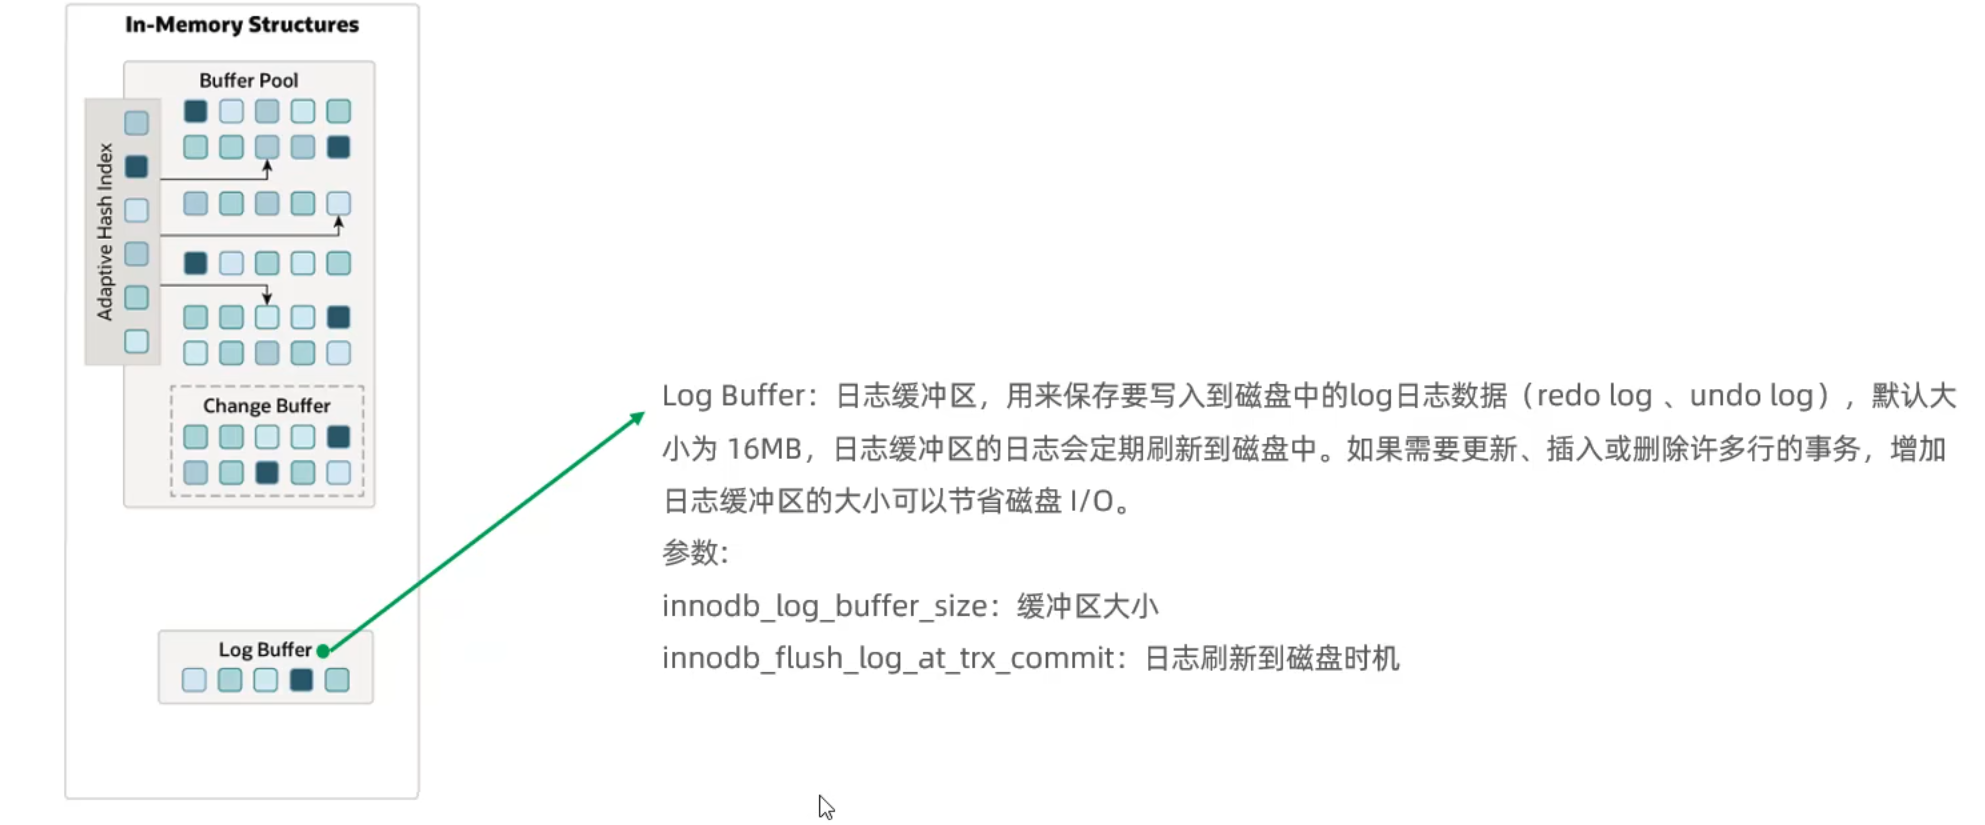 In-Memory Structures
Buffer Pool
Adaptive Hash Index
Change Buffer
Log Buffer
Log Buffer：日志缓冲区，用来保存要写入到磁盘中的log日志数据（redo log 、undo log），默认大
小为 16MB，日志缓冲区的日志会定期刷新到磁盘中。如果需要更新、插入或删除许多行的事务，增加
日志缓冲区的大小可以节省磁盘 I/O。
参数：
innodb_log_buffer_size：缓冲区大小
innodb_flush_log_at_trx_commit：日志刷新到磁盘时机